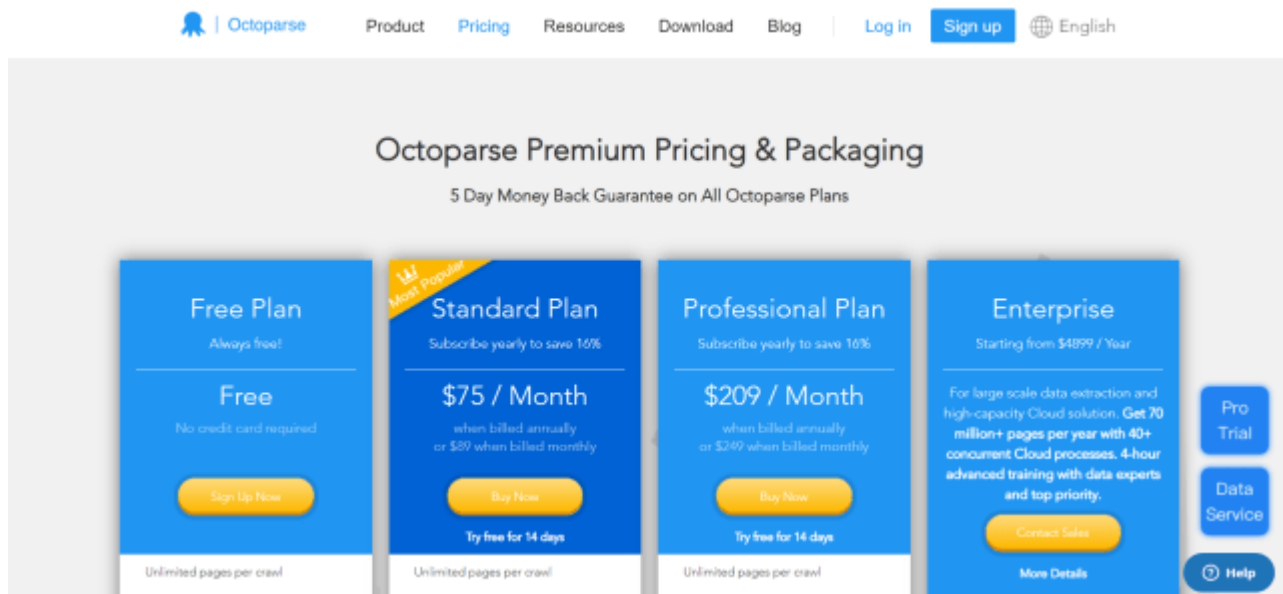 Octoparse Product Pricing Resources Download Blog Log in Sign up English
Octoparse Premium Pricing & Packaging
5 Day Money Back Guarantee on All Octoparse Plans
Most Popular
Free Plan
Always free!
Free
No credit card required
Sign Up Now
Unlimited pages per crawl
Standard Plan
Subscribe yearly to save 16%
$75 / Month
when billed annually
or $89 when billed monthly
Buy Now
Try free for 14 days
Unlimited pages per crawl
Professional Plan
Subscribe yearly to save 16%
$209 / Month
when billed annually
or $249 when billed monthly
Buy Now
Try free for 14 days
Unlimited pages per crawl
Enterprise
Starting from $4899 / Year
For large scale data extraction and
high-capacity Cloud solution. Get 70
million+ pages per year with 40+
concurrent Cloud processes. 4-hour
advanced training with data experts
and top priority.
Contact Sales
More Details
Pro
Trial
Data
Service
Help